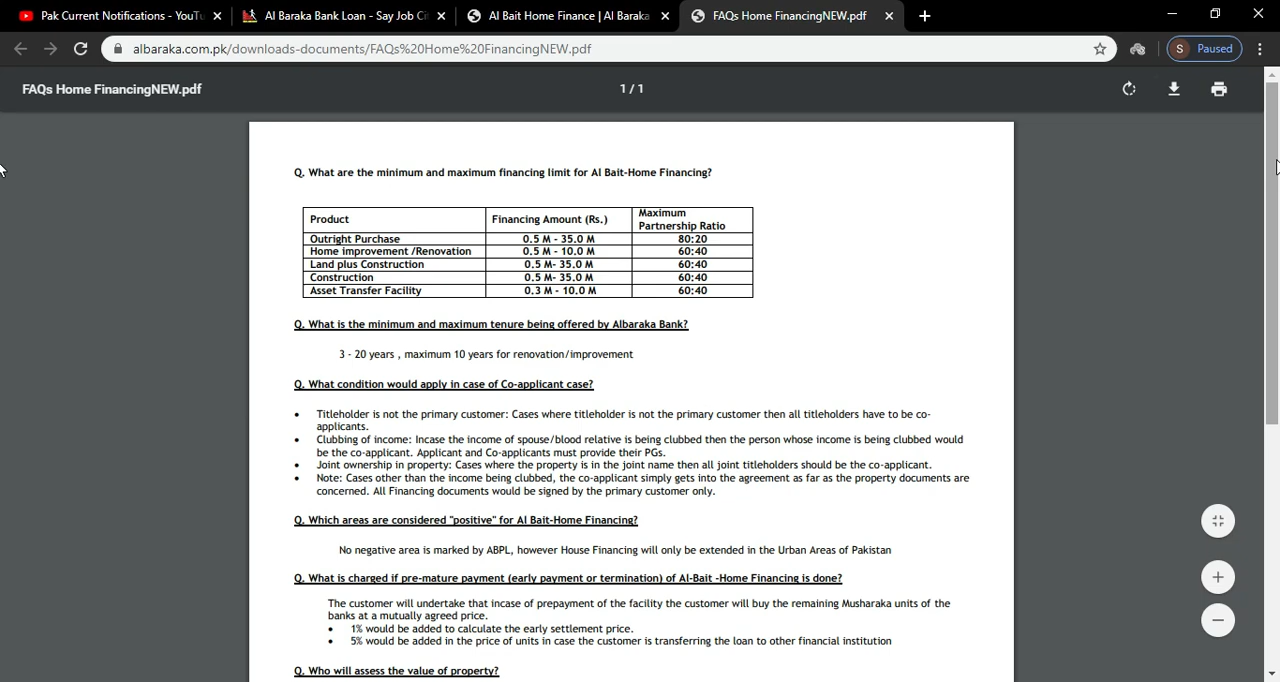 Pak Current Notifications - YouTu
Al Baraka Bank Loan - Say Job Ci
Al Bait Home Finance | Al Baraka
FAQs Home FinancingNEW.pdf
albaraka.com.pk/downloads-documents/FAQs%20Home%20FinancingNEW.pdf
S Paused
FAQs Home FinancingNEW.pdf
1 / 1
Q. What are the minimum and maximum financing limit for Al Bait-Home Financing?
Product Financing Amount (Rs.) Maximum
Partnership Ratio
Outright Purchase 0.5 M - 35.0 M 80:20
Home improvement /Renovation 0.5 M - 10.0 M 60:40
Land plus Construction 0.5 M- 35.0 M 60:40
Construction 0.5 M- 35.0 M 60:40
Asset Transfer Facility 0.3 M - 10.0 M 60:40
Q. What is the minimum and maximum tenure being offered by Albaraka Bank?
3 - 20 years , maximum 10 years for renovation/improvement
Q. What condition would apply in case of Co-applicant case?
• Titleholder is not the primary customer: Cases where titleholder is not the primary customer then all titleholders have to be co-
applicants.
• Clubbing of income: Incase the income of spouse/blood relative is being clubbed then the person whose income is being clubbed would
be the co-applicant. Applicant and Co-applicants must provide their PGs.
• Joint ownership in property: Cases where the property is in the joint name then all joint titleholders should be the co-applicant.
• Note: Cases other than the income being clubbed, the co-applicant simply gets into the agreement as far as the property documents are
concerned. All Financing documents would be signed by the primary customer only.
Q. Which areas are considered "positive" for Al Bait-Home Financing?
No negative area is marked by ABPL, however House Financing will only be extended in the Urban Areas of Pakistan
Q. What is charged if pre-mature payment (early payment or termination) of Al-Bait -Home Financing is done?
The customer will undertake that incase of prepayment of the facility the customer will buy the remaining Musharaka units of the
banks at a mutually agreed price.
• 1% would be added to calculate the early settlement price.
• 5% would be added in the price of units in case the customer is transferring the loan to other financial institution
Q. Who will assess the value of property?